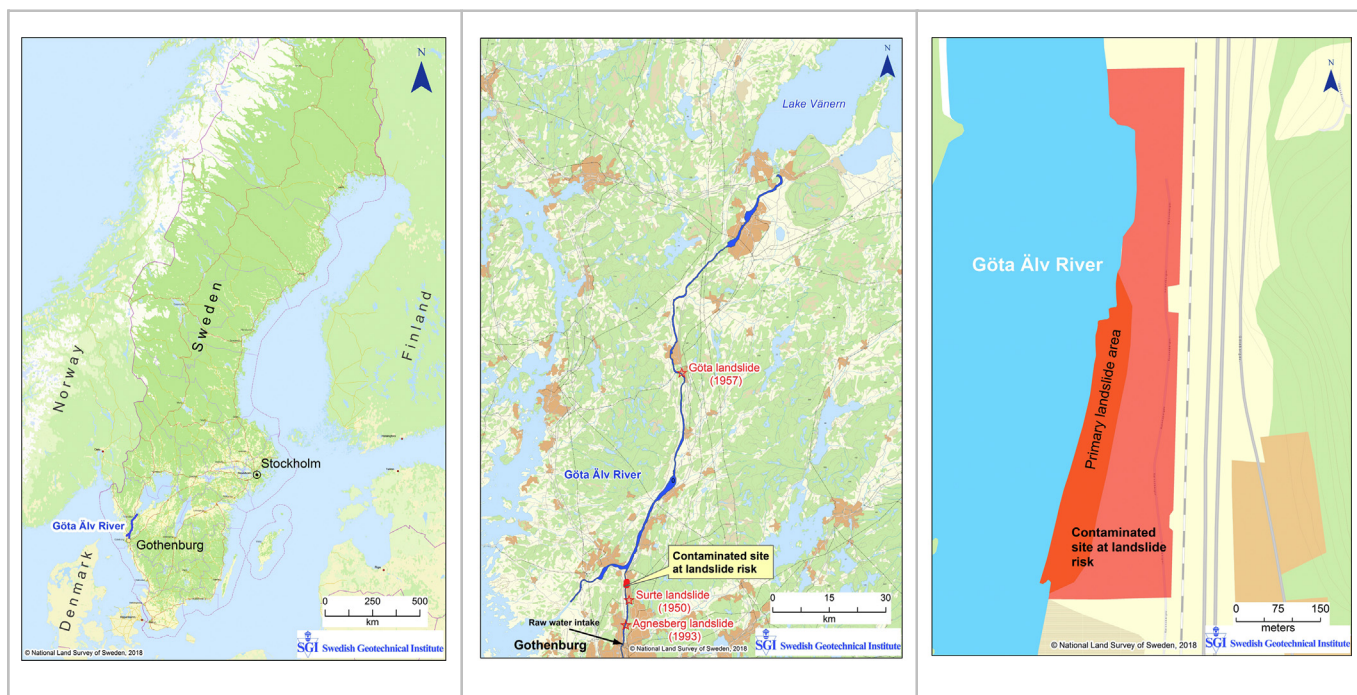 N
Norway
Sweden
Finland
Stockholm
Göta Älv River
Gothenburg
Denmark
0 250 500
km
© National Land Survey of Sweden, 2018
SGI Swedish Geotechnical Institute
N
Lake Vänern
Göta landslide
(1957)
Göta Älv River
Contaminated site
at landslide risk
Surte landslide
(1950)
Agnesberg landslide
(1993)
Raw water intake
Gothenburg
0 15 30
km
© National Land Survey of Sweden, 2018
SGI Swedish Geotechnical Institute
N
Göta Älv River
Primary landslide area
Contaminated
site at landslide
risk
0 75 150
meters
© National Land Survey of Sweden, 2018
SGI Swedish Geotechnical Institute